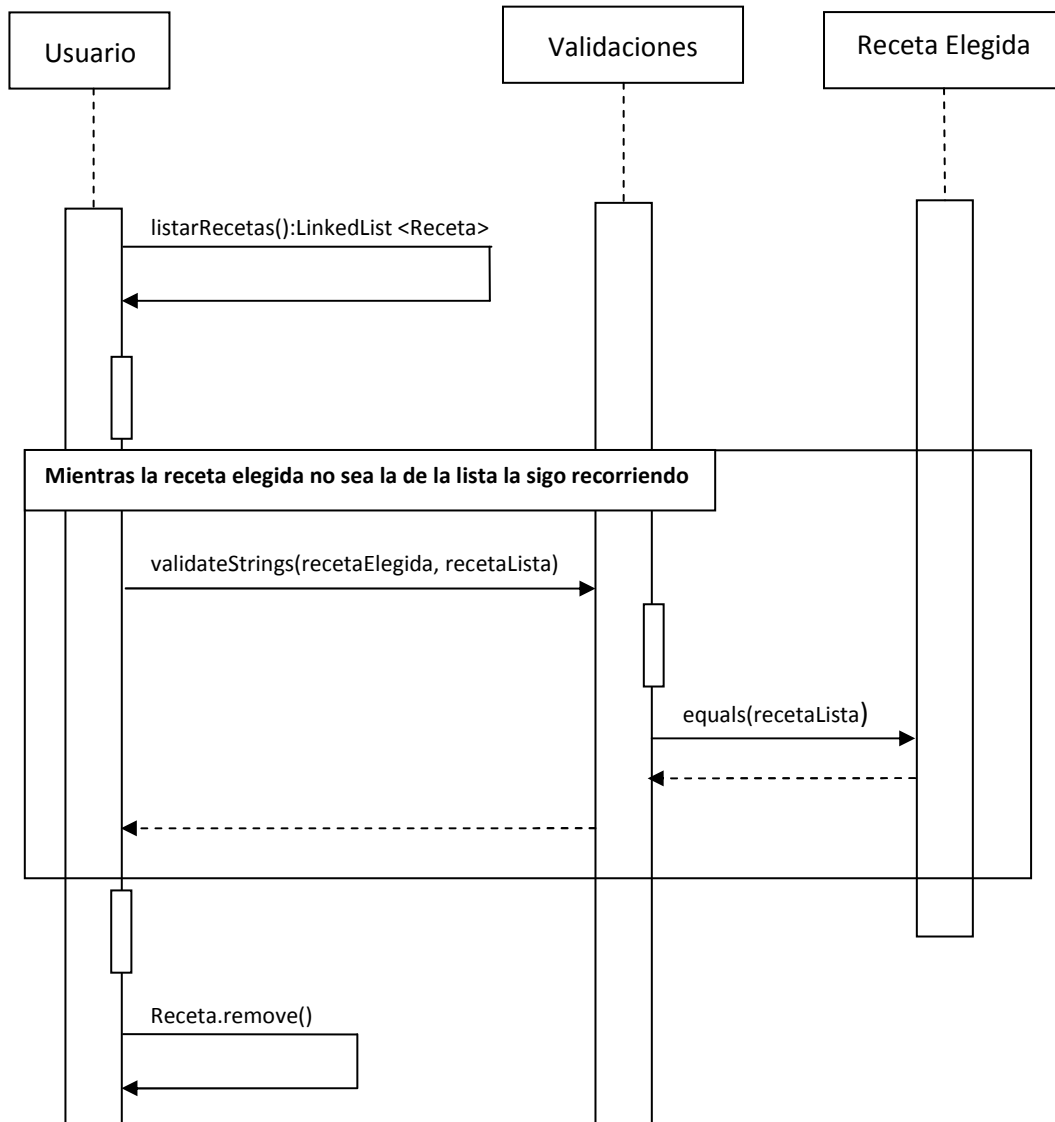 Usuario
Validaciones
Receta Elegida
listarRecetas():LinkedList <Receta>
Mientras la receta elegida no sea la de la lista la sigo recorriendo
validateStrings(recetaElegida, recetaLista)
equals(recetaLista)
Receta.remove()